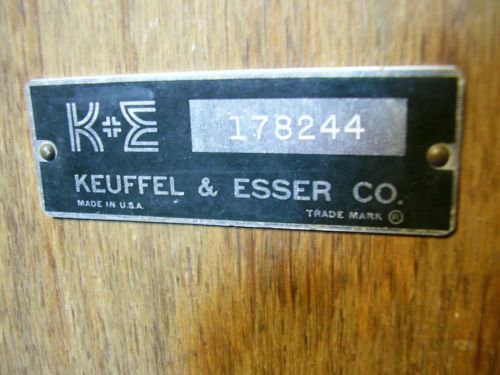 K+E 178244
KEUFFEL & ESSER CO.
MADE IN U.S.A. TRADE MARK ®